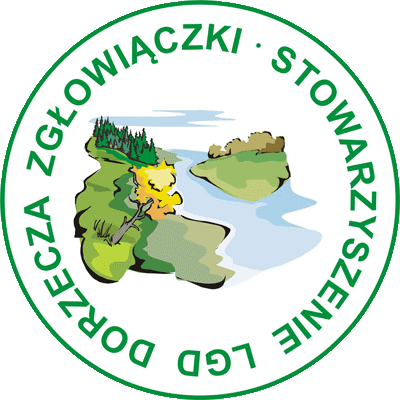 STOWARZYSZENIE LGD DORZECZA ZGŁOWIĄCZKI ·